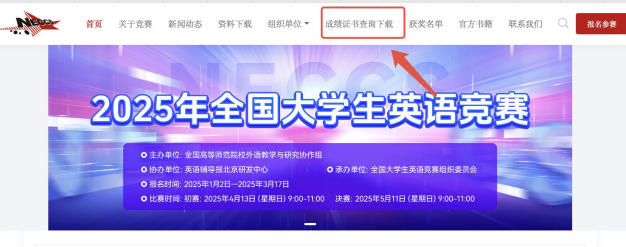 NECCS
首页 关于竞赛 新闻动态 资料下载 组织单位 成绩证书查询下载 获奖名单 官方书籍 联系我们 报名参赛
2025年全国大学生英语竞赛
主办单位: 全国高等师范院校外语教学与研究协作组
协办单位: 英语辅导报北京研发中心 承办单位: 全国大学生英语竞赛组织委员会
报名时间: 2025年1月2日—2025年3月17日
比赛时间: 初赛: 2025年4月13日 (星期日) 9:00-11:00 决赛: 2025年5月11日 (星期日) 9:00-11:00